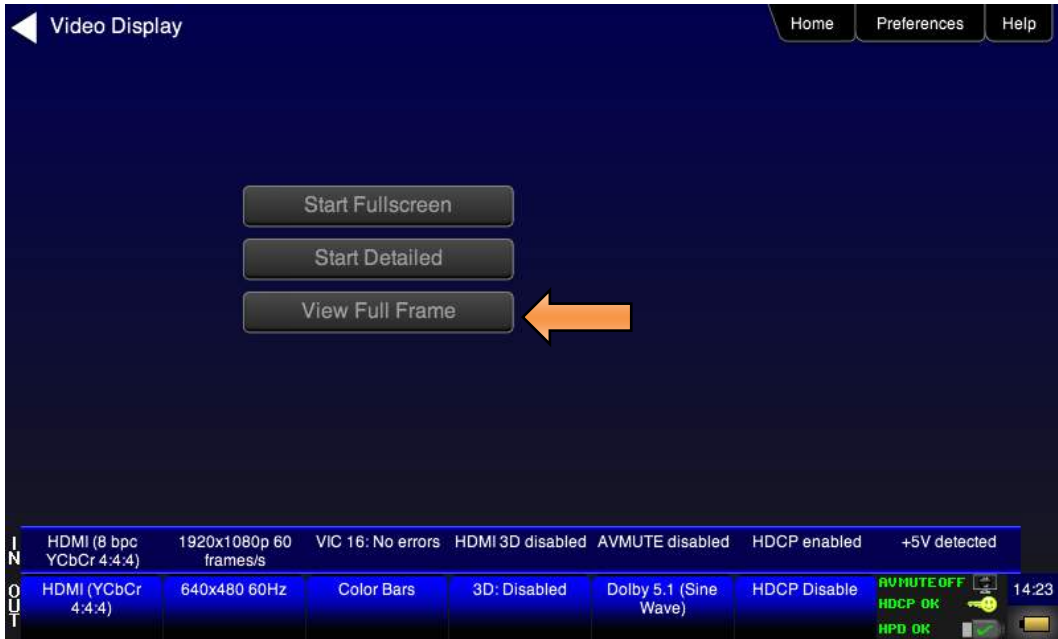 Video Display
Home
Preferences
Help
Start Fullscreen
Start Detailed
View Full Frame
IN
HDMI (8 bpc
YCbCr 4:4:4)
1920x1080p 60
frames/s
VIC 16: No errors
HDMI 3D disabled
AVMUTE disabled
HDCP enabled
+5V detected
OUT
HDMI (YCbCr
4:4:4)
640x480 60Hz
Color Bars
3D: Disabled
Dolby 5.1 (Sine
Wave)
HDCP Disable
AVMUTE OFF
HDCP OK
HPD OK
14:23